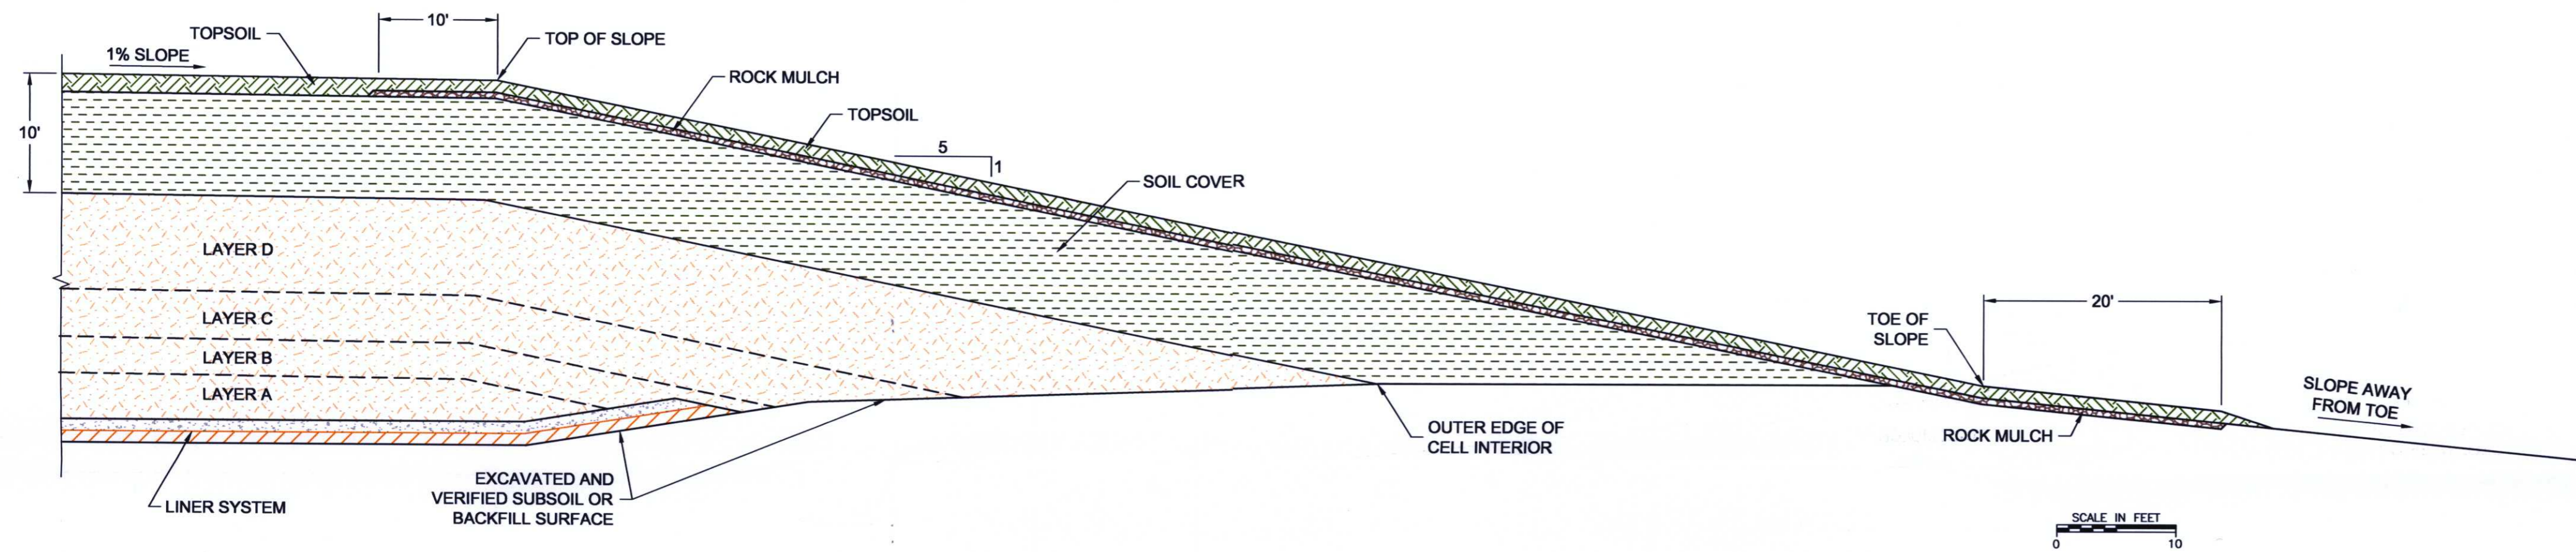 10'
TOPSOIL
TOP OF SLOPE
1% SLOPE
ROCK MULCH
TOPSOIL
10'
5
1
SOIL COVER
LAYER D
LAYER C
LAYER B
LAYER A
20'
TOE OF
SLOPE
SLOPE AWAY
FROM TOE
OUTER EDGE OF
CELL INTERIOR
ROCK MULCH
EXCAVATED AND
VERIFIED SUBSOIL OR
BACKFILL SURFACE
LINER SYSTEM
SCALE IN FEET
0
10